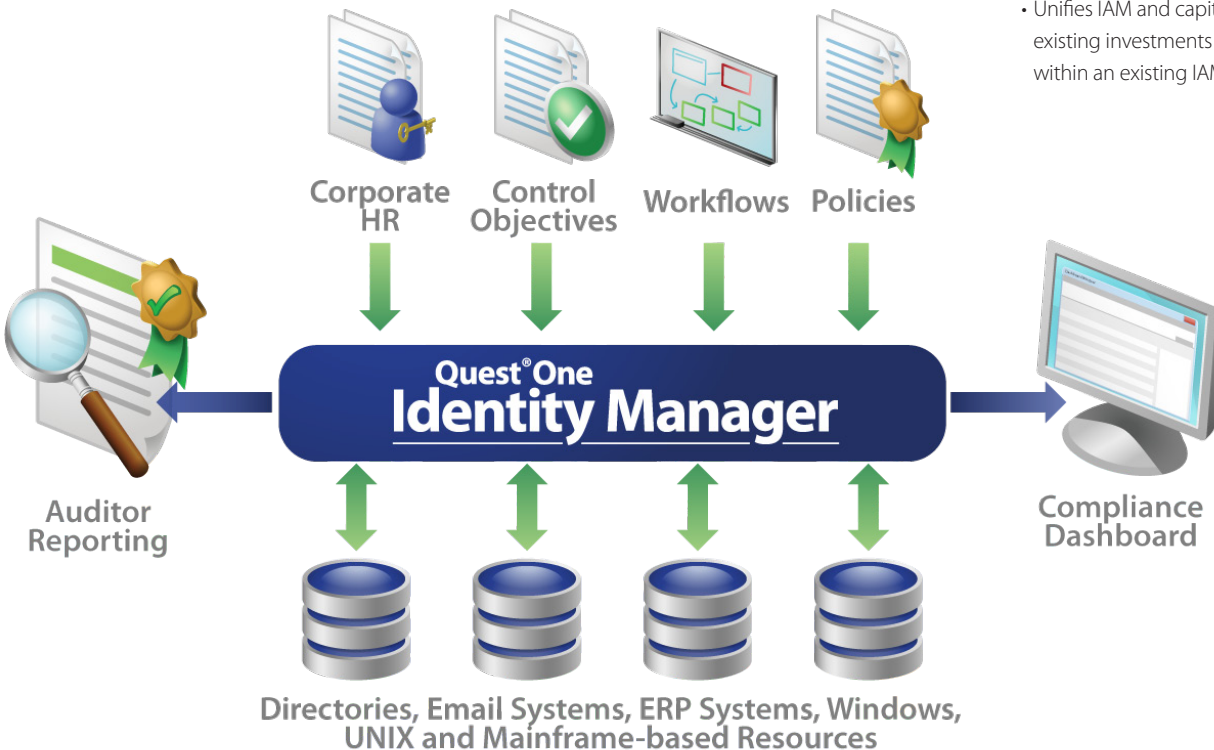 • Unifies IAM and capit
existing investments
within an existing IAM
Corporate
HR
Control
Objectives
Workflows
Policies
Quest® One
Identity Manager
Auditor
Reporting
Compliance
Dashboard
Directories, Email Systems, ERP Systems, Windows,
UNIX and Mainframe-based Resources